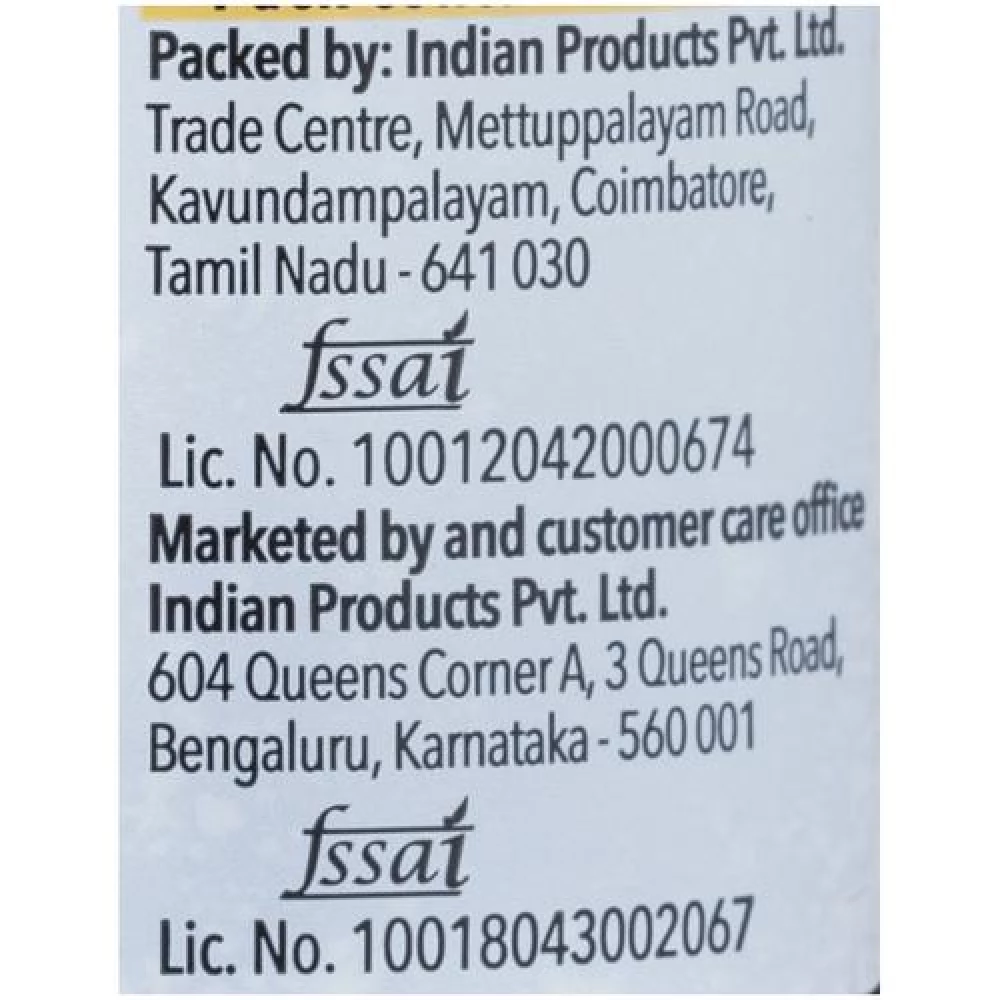 Packed by: Indian Products Pvt. Ltd.
Trade Centre, Mettuppalayam Road,
Kavundampalayam, Coimbatore,
Tamil Nadu - 641 030
fssai
Lic. No. 10012042000674
Marketed by and customer care office
Indian Products Pvt. Ltd.
604 Queens Corner A, 3 Queens Road,
Bengaluru, Karnataka - 560 001
fssai
Lic. No. 10018043002067